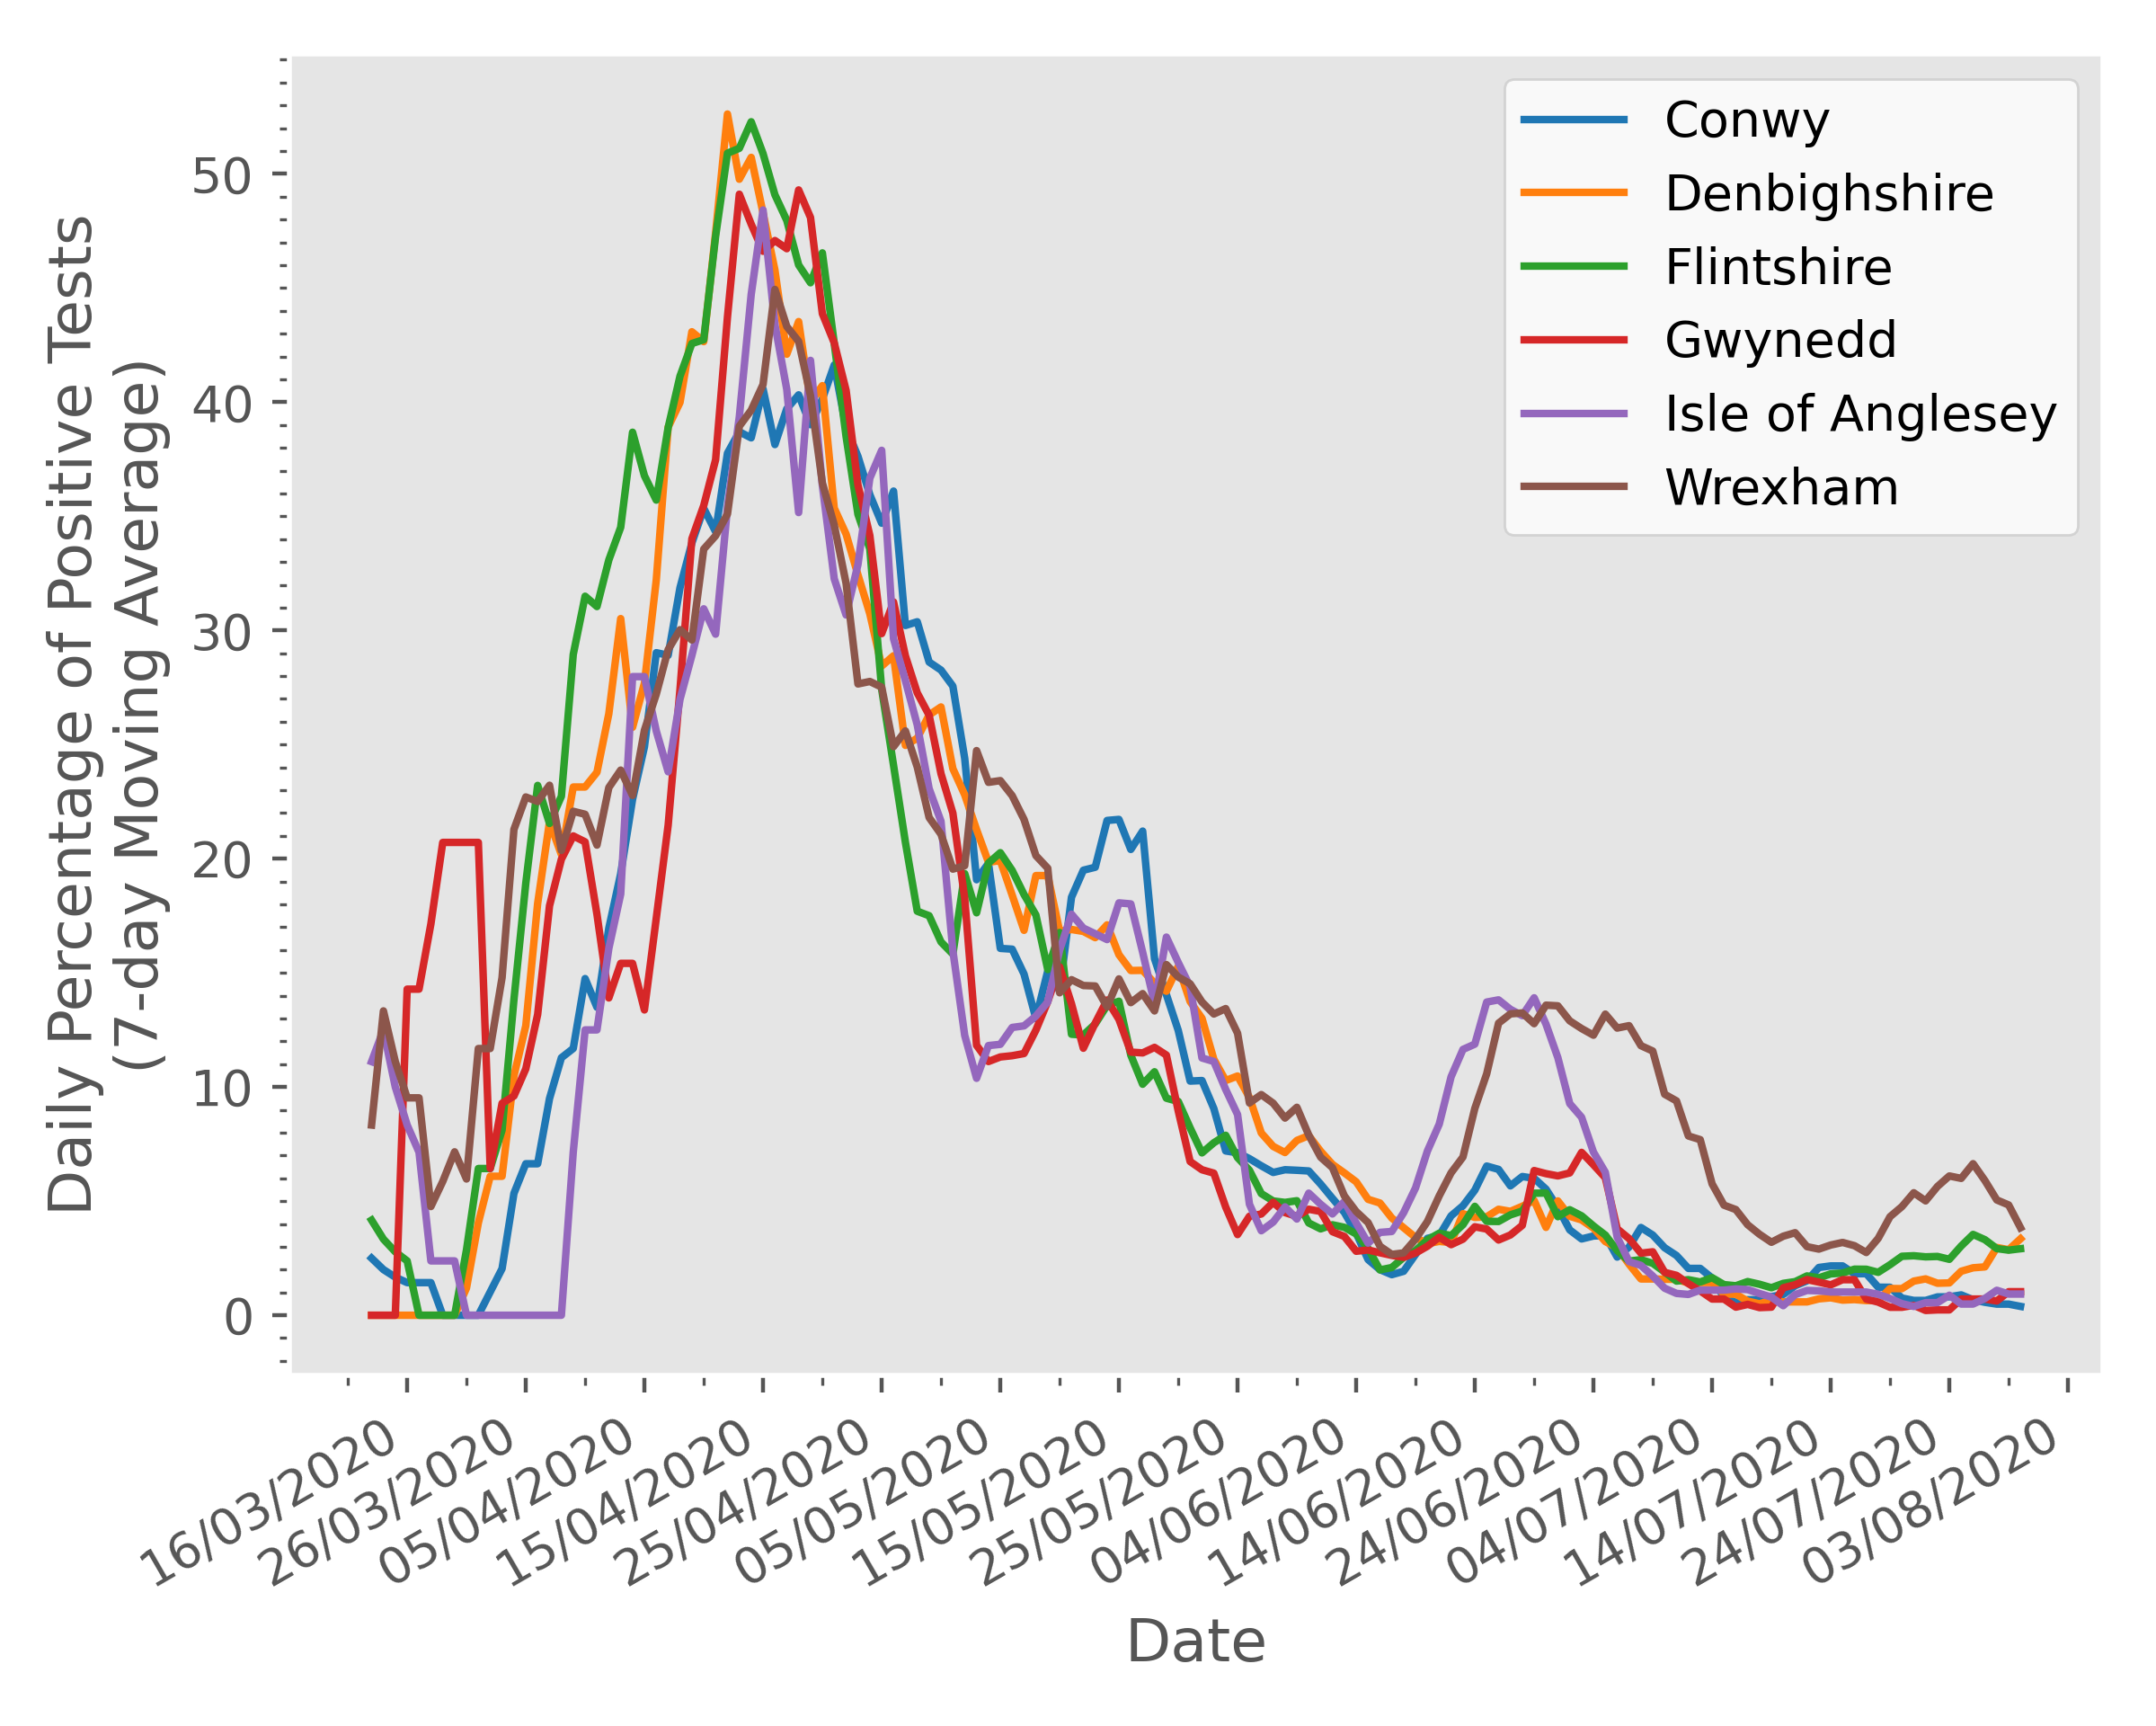 Daily Percentage of Positive Tests
(7-day Moving Average)
50
40
30
20
10
0
Conwy
Denbighshire
Flintshire
Gwynedd
Isle of Anglesey
Wrexham
16/03/2020
26/03/2020
05/04/2020
15/04/2020
25/04/2020
05/05/2020
15/05/2020
25/05/2020
04/06/2020
14/06/2020
24/06/2020
04/07/2020
14/07/2020
24/07/2020
03/08/2020
Date